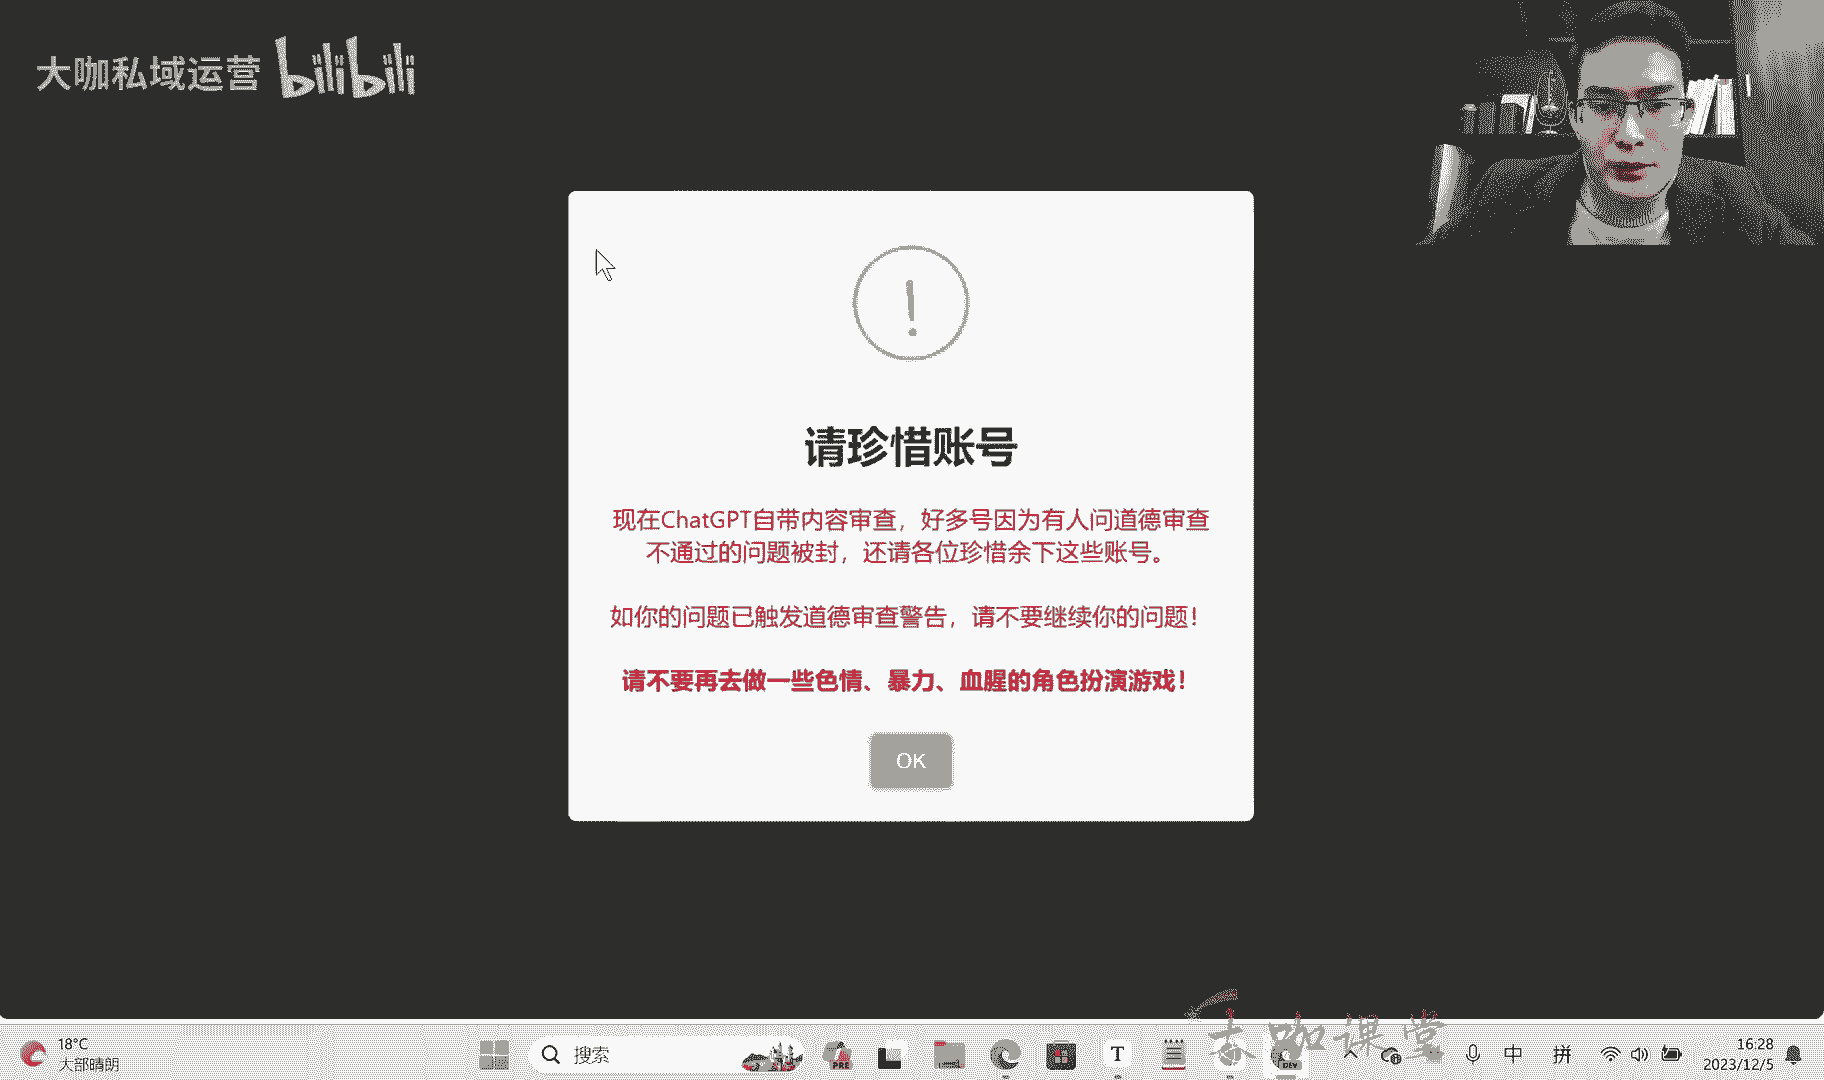 大咖私域运营 bilibili
请珍惜账号
现在ChatGPT自带内容审查，好多号因为有人问道德审查
不通过的问题被封，还请各位珍惜余下这些账号。
如你的问题已触发道德审查警告，请不要继续你的问题！
请不要再去做一些色情、暴力、血腥的角色扮演游戏！
OK
大咖课堂
18°C
大部晴朗
搜索
PRE
T
DEV
中
拼
16:28
2023/12/5